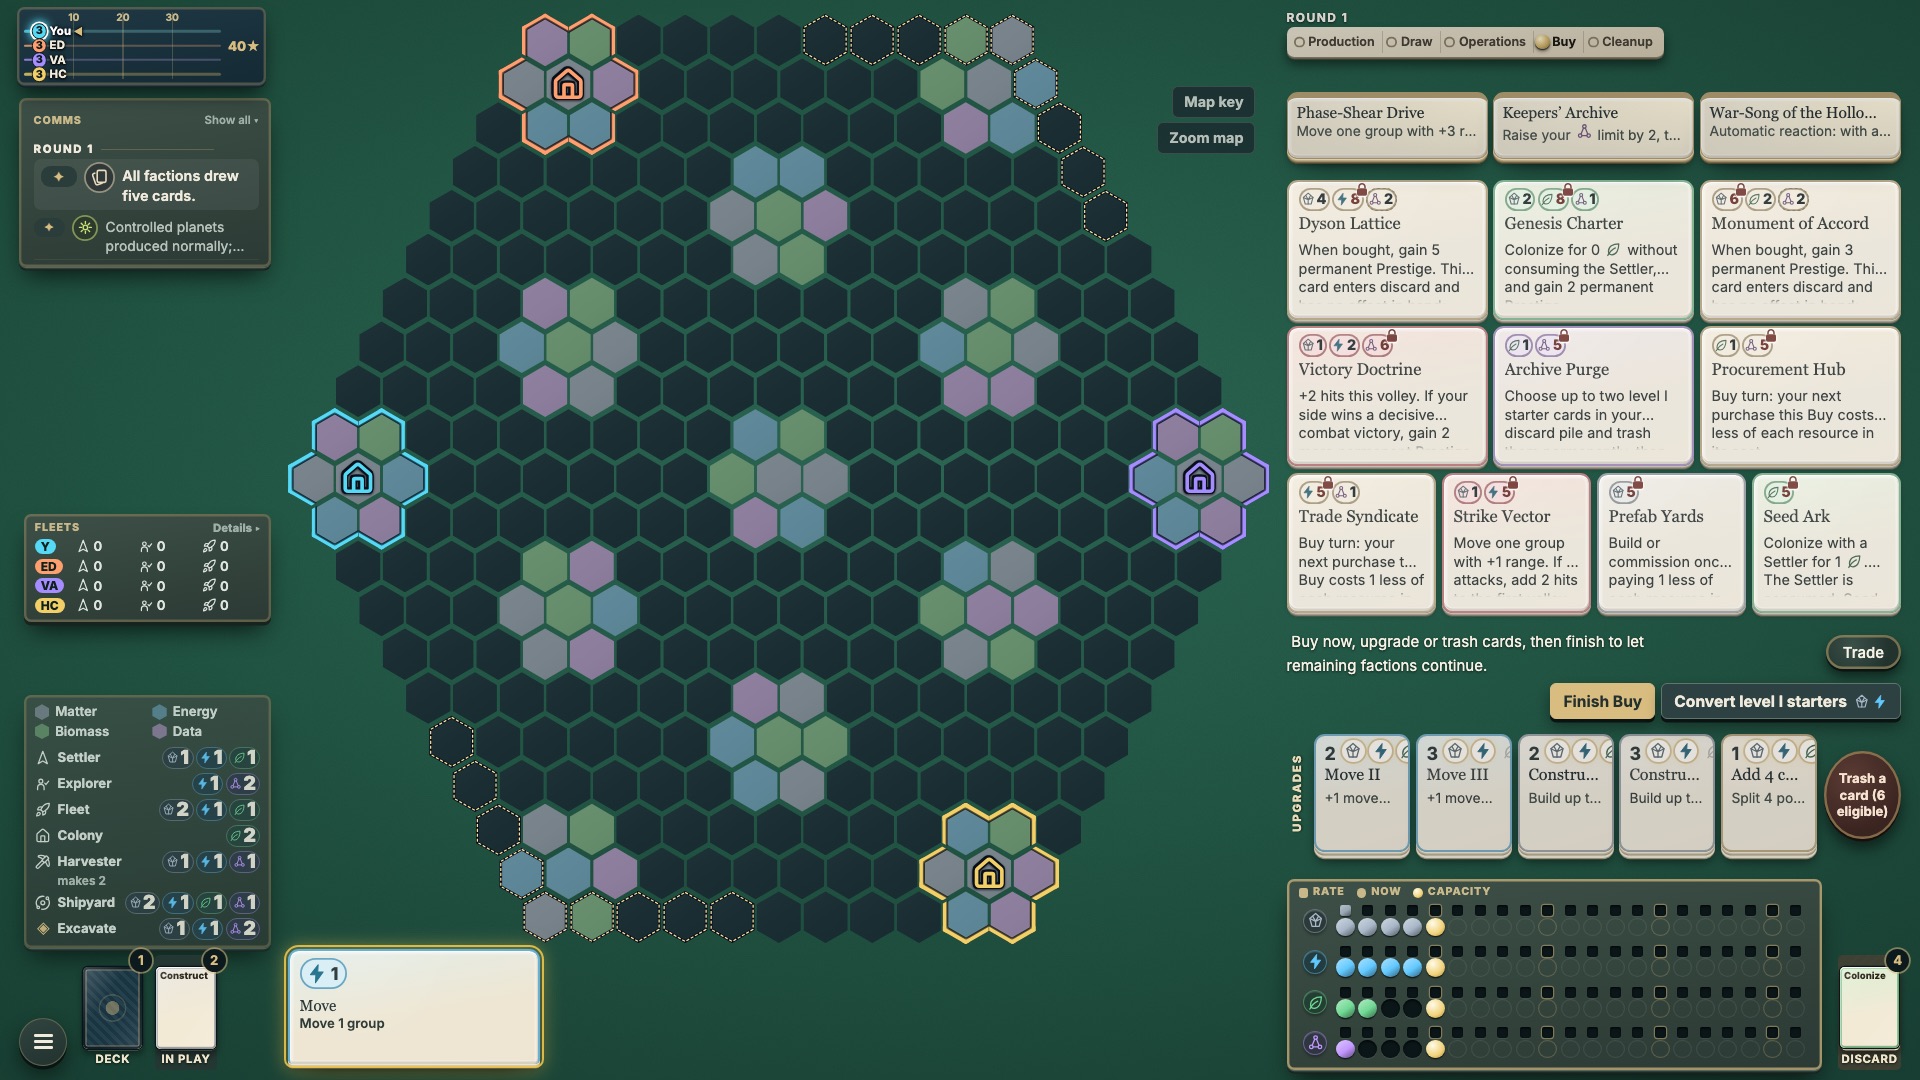 10 20 30
3 You
3 ED
3 VA
3 HC
40★
COMMS
Show all
ROUND 1
All factions drew
five cards.
Controlled planets
produced normally;...
FLEETS
Details
Y 0 0 0
ED 0 0 0
VA 0 0 0
HC 0 0 0
Matter
Energy
Biomass
Data
Settler 1 1 1
Explorer 1 2
Fleet 2 1 1
Colony 2
Harvester 1 1 1
makes 2
Shipyard 2 1 1 1
Excavate 1 1 2
1
DECK
2
Construct
IN PLAY
1
Move
Move 1 group
Map key
Zoom map
ROUND 1
Production
Draw
Operations
Buy
Cleanup
Phase-Shear Drive
Move one group with +3 r...
Keepers' Archive
Raise your limit by 2, t...
War-Song of the Hollo...
Automatic reaction: with a...
4 8 2
Dyson Lattice
When bought, gain 5
permanent Prestige. Thi...
card enters discard and
2 8 1
Genesis Charter
Colonize for 0 without
consuming the Settler,...
and gain 2 permanent
6 2 2
Monument of Accord
When bought, gain 3
permanent Prestige. Thi...
card enters discard and
1 2 6
Victory Doctrine
+2 hits this volley. If your
side wins a decisive...
combat victory, gain 2
1 5
Archive Purge
Choose up to two level I
starter cards in your...
discard pile and trash
1 5
Procurement Hub
Buy turn: your next
purchase this Buy costs...
less of each resource in
5 1
Trade Syndicate
Buy turn: your
next purchase t...
Buy costs 1 less of
1 5
Strike Vector
Move one group
with +1 range. If ...
attacks, add 2 hits
5
Prefab Yards
Build or
commission onc...
paying 1 less of
5
Seed Ark
Colonize with a
Settler for 1 ....
The Settler is
Buy now, upgrade or trash cards, then finish to let
remaining factions continue.
Trade
Finish Buy
Convert level I starters
UPGRADES
2
Move II
+1 move...
3
Move III
+1 move...
2
Constru...
Build up t...
3
Constru...
Build up t...
1
Add 4 c...
Split 4 po...
Trash a
card (6
eligible)
RATE NOW CAPACITY
4
Colonize
DISCARD